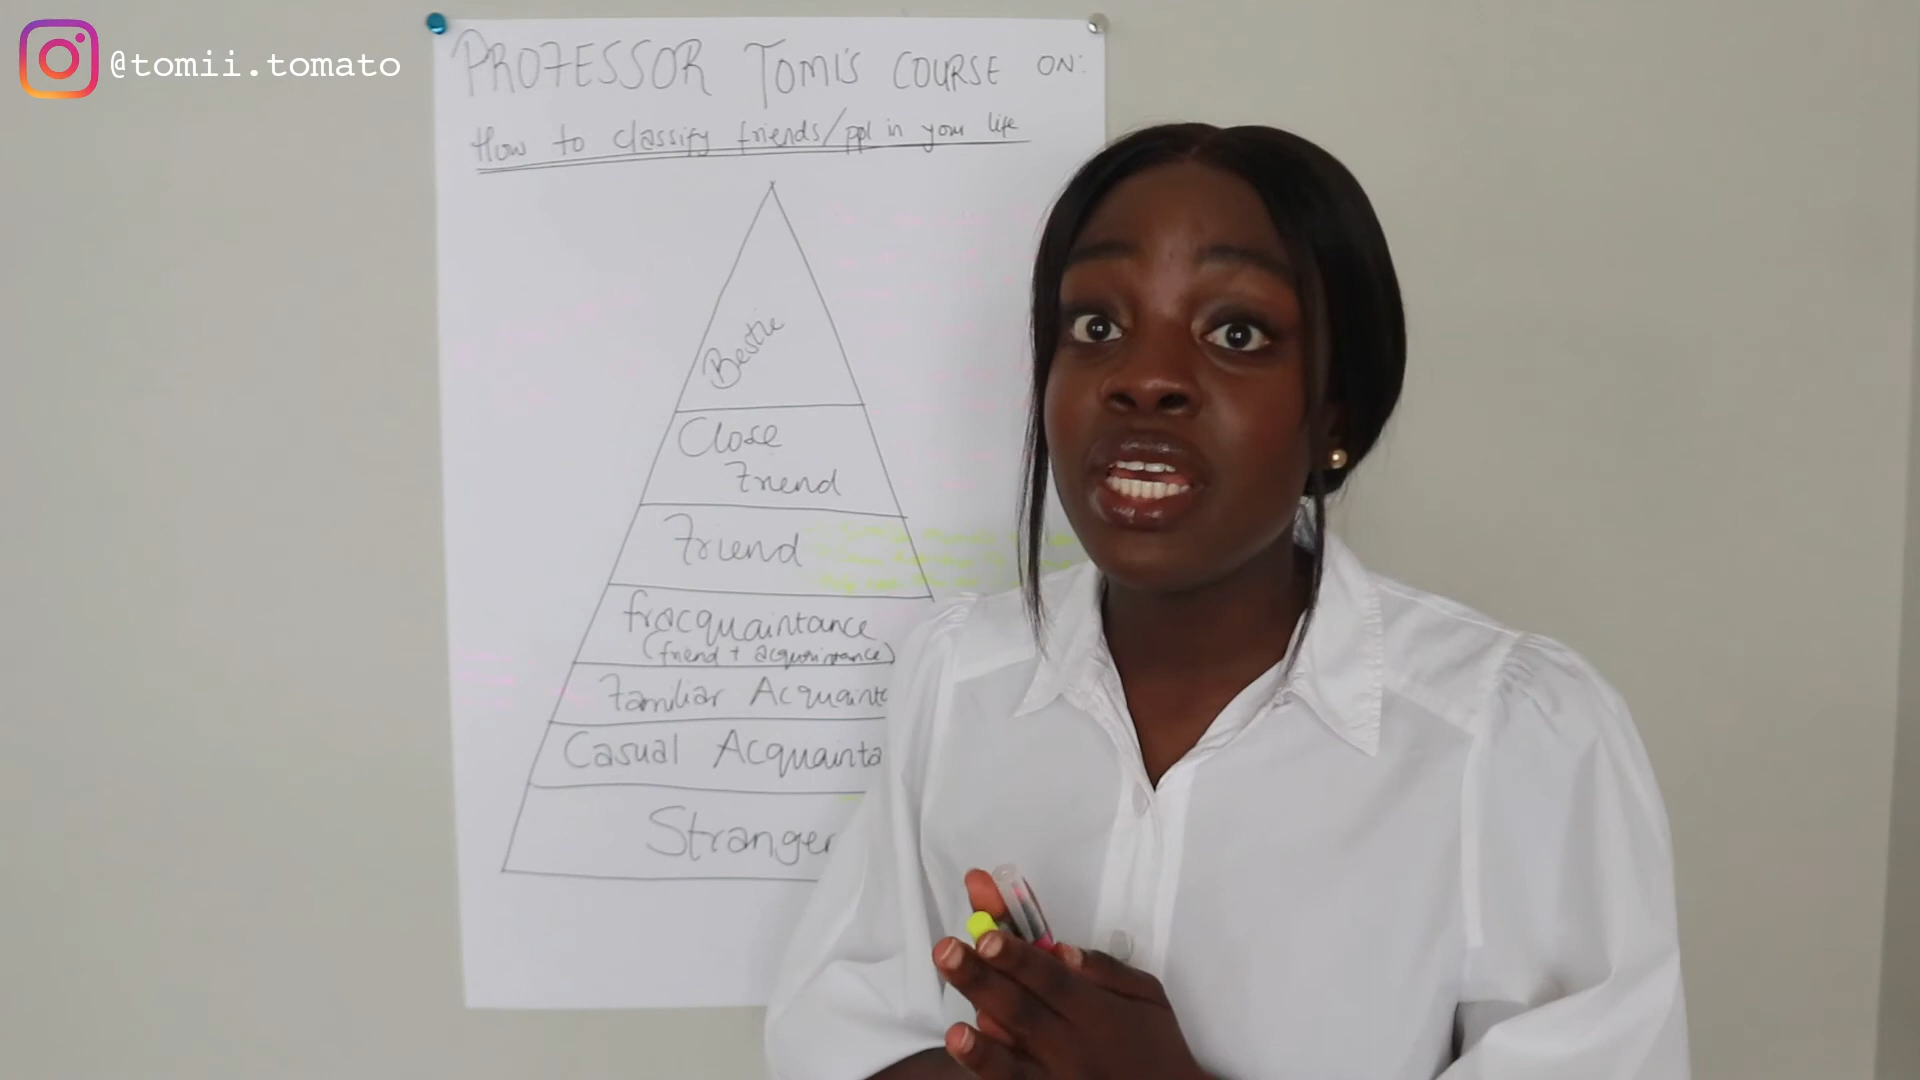 @tomii.tomato
PROFESSOR TOMI'S COURSE ON:
How to classify friends/ppl in your life
Bestie
Close
Friend
Friend
fracquaintance
(friend + acquaintance)
Familiar Acquainta
Casual Acquainta
Stranger